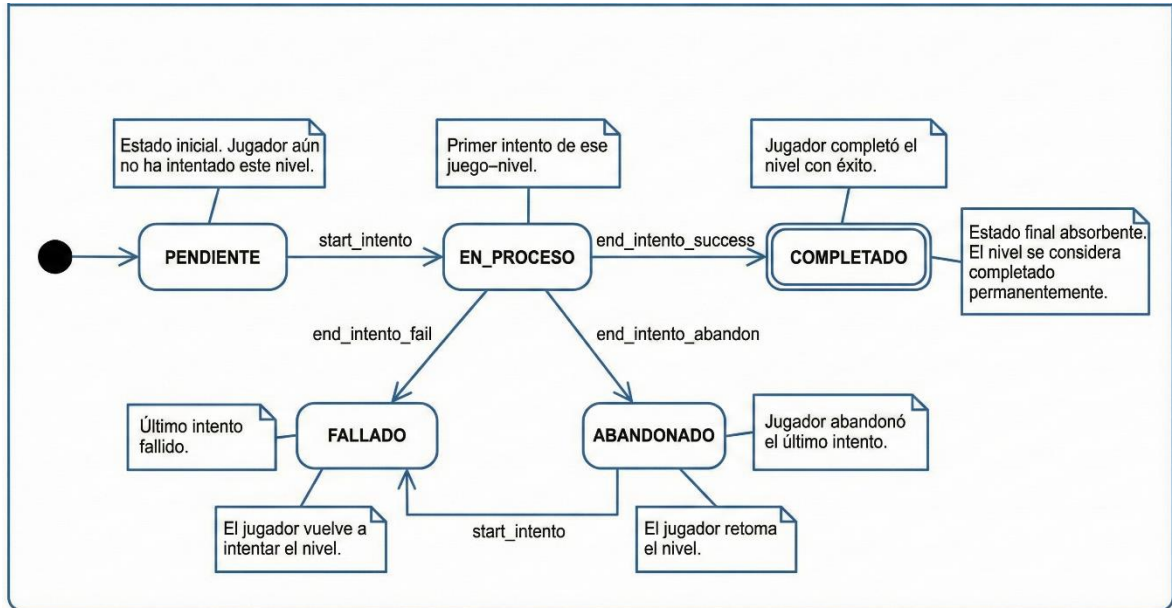 Estado inicial. Jugador aún
no ha intentado este nivel.
Primer intento de ese
juego–nivel.
Jugador completó el
nivel con éxito.
PENDIENTE
start_intento
EN_PROCESO
end_intento_success
COMPLETADO
Estado final absorbente.
El nivel se considera
completado
permanentemente.
end_intento_fail
end_intento_abandon
Último intento
fallido.
FALLADO
ABANDONADO
Jugador abandonó
el último intento.
El jugador vuelve a
intentar el nivel.
start_intento
El jugador retoma
el nivel.